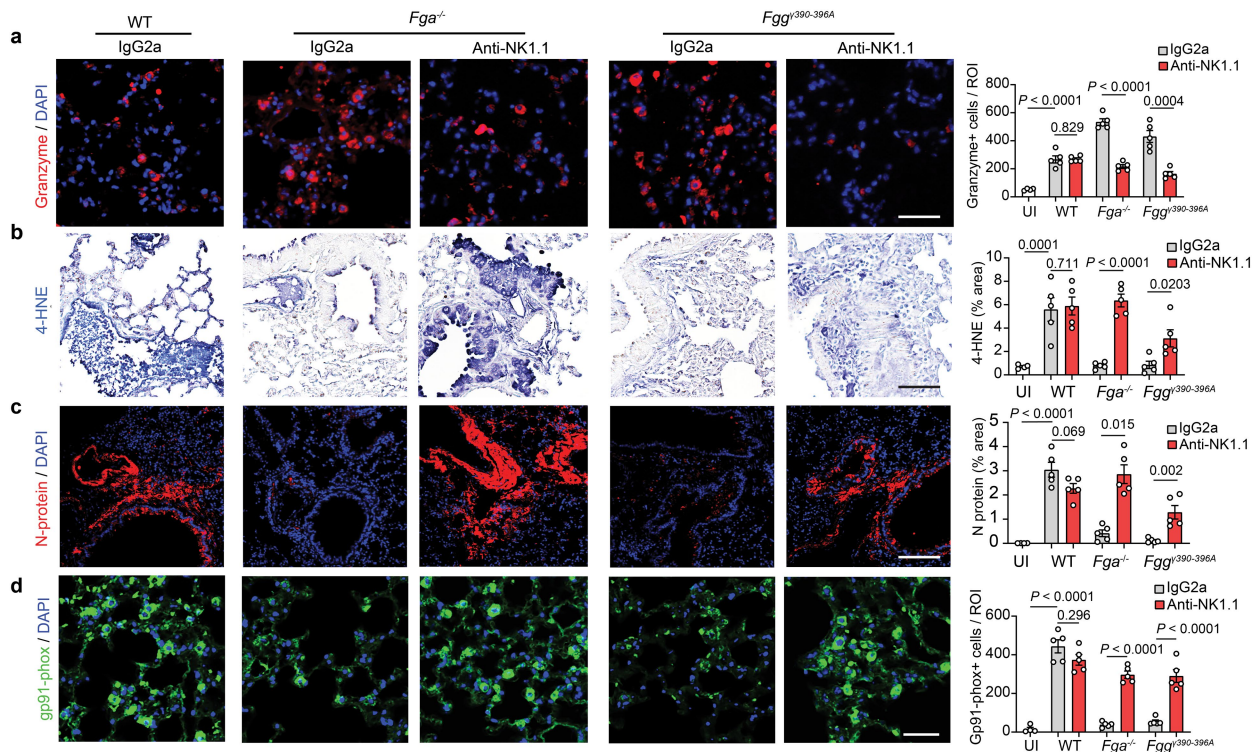 WT
Fga-/-
Fggγ390-396A
a
IgG2a
IgG2a
Anti-NK1.1
IgG2a
Anti-NK1.1
Granzyme / DAPI
Granzyme+ cells / ROI
IgG2a
Anti-NK1.1
800
600
400
200
0
P < 0.0001
0.829
P < 0.0001
0.0004
UI
WT
Fga-/-
Fggγ390-396A
b
4-HNE
4-HNE (% area)
IgG2a
Anti-NK1.1
10
8
6
4
2
0
0.0001
0.711
P < 0.0001
0.0203
UI
WT
Fga-/-
Fggγ390-396A
c
N-protein / DAPI
N protein (% area)
IgG2a
Anti-NK1.1
5
4
3
2
1
0
P < 0.0001
0.069
0.015
0.002
UI
WT
Fga-/-
Fggγ390-396A
d
gp91-phox / DAPI
Gp91-phox+ cells / ROI
IgG2a
Anti-NK1.1
600
400
200
0
P < 0.0001
0.296
P < 0.0001
P < 0.0001
UI
WT
Fga-/-
Fggγ390-396A